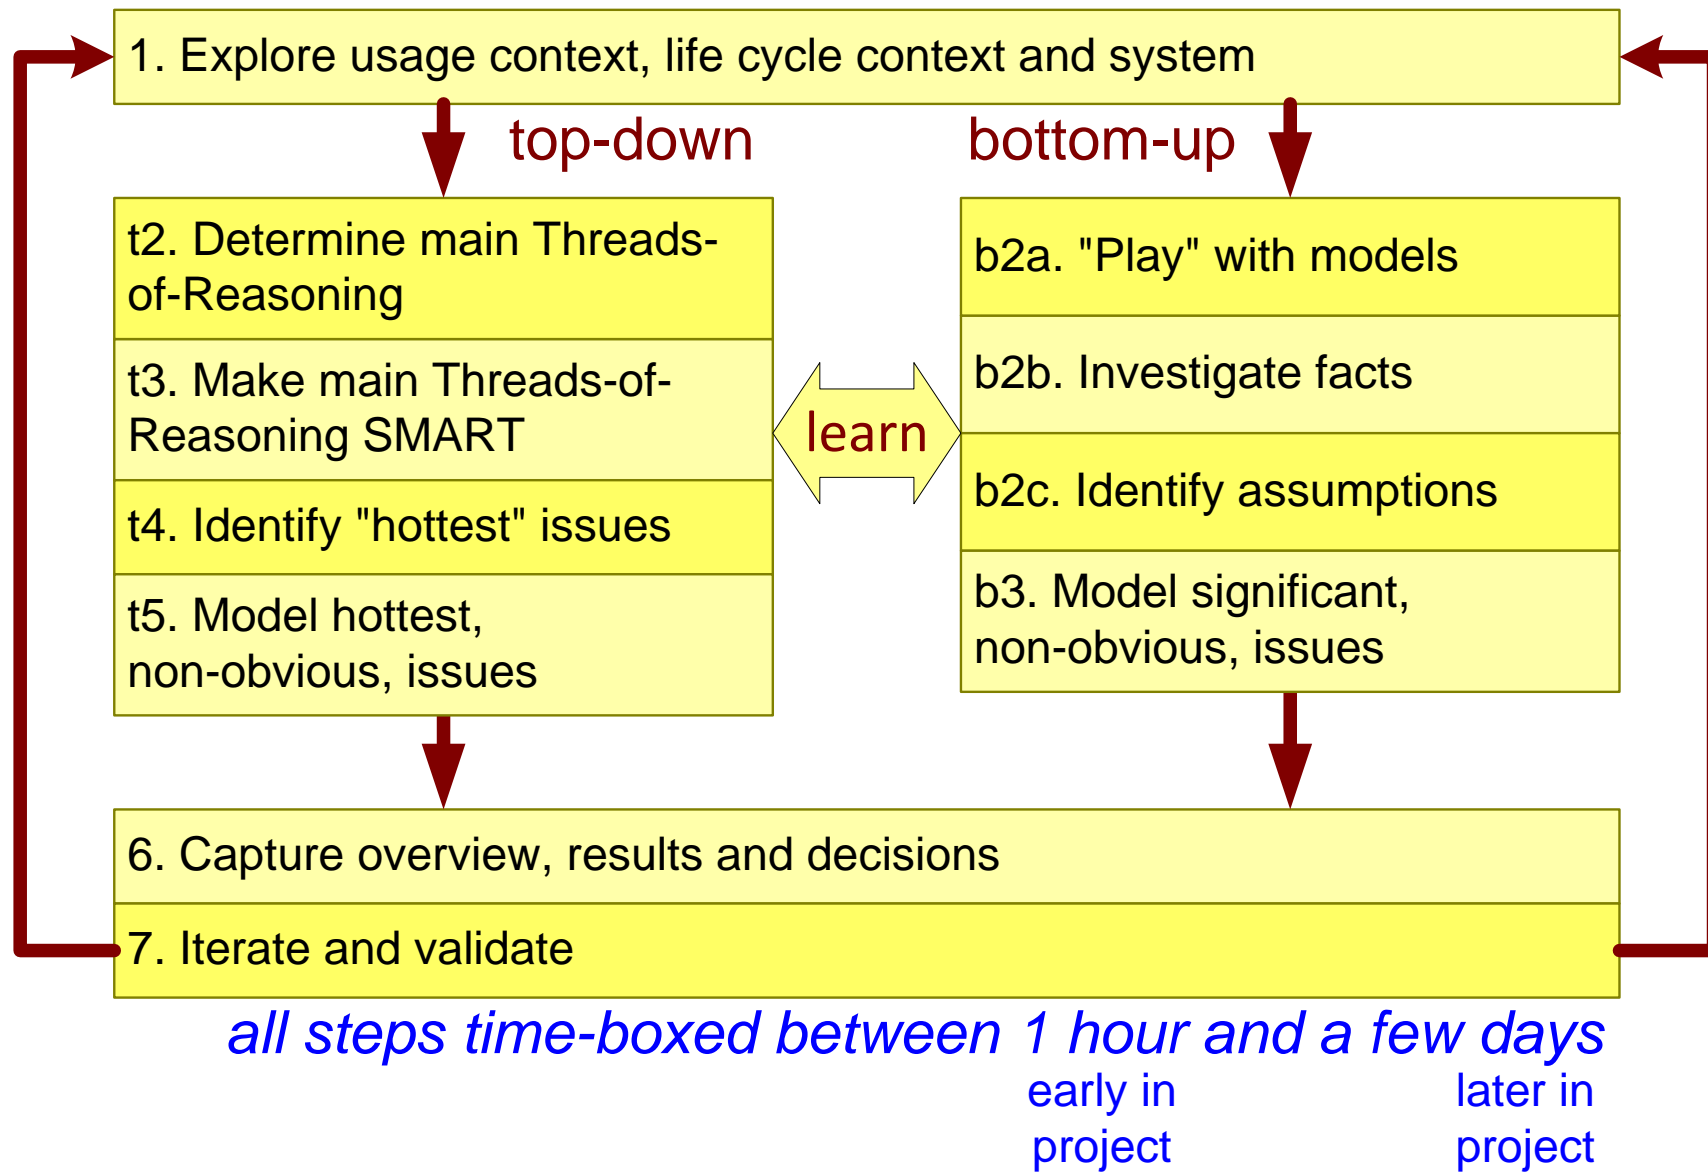 1. Explore usage context, life cycle context and system
top-down
bottom-up
t2. Determine main Threads-
of-Reasoning
t3. Make main Threads-of-
Reasoning SMART
t4. Identify "hottest" issues
t5. Model hottest,
non-obvious, issues
learn
b2a. "Play" with models
b2b. Investigate facts
b2c. Identify assumptions
b3. Model significant,
non-obvious, issues
6. Capture overview, results and decisions
7. Iterate and validate
all steps time-boxed between 1 hour and a few days
early in
project
later in
project